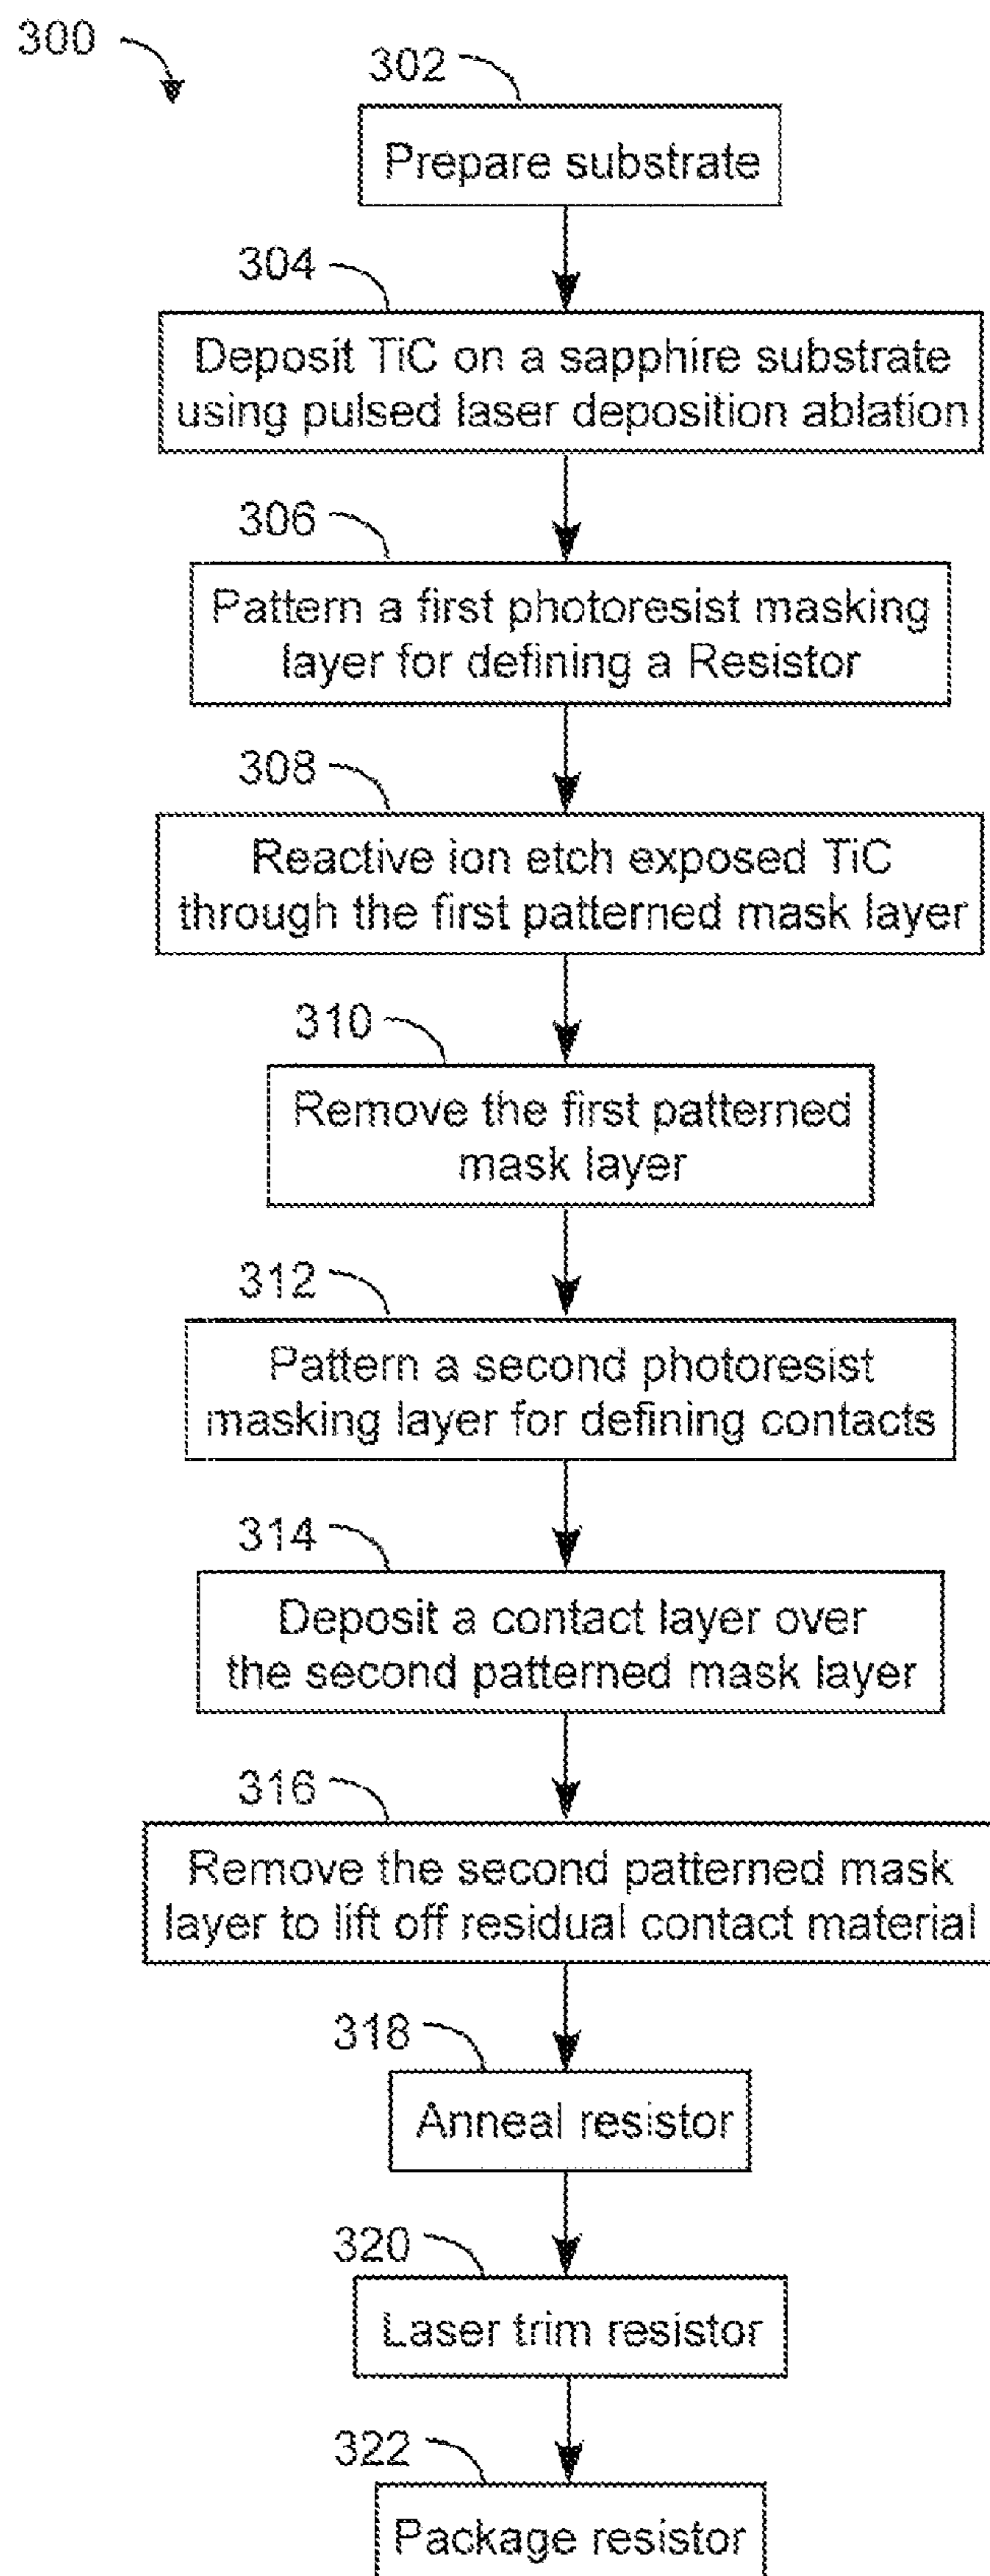 300
302
Prepare substrate
304
Deposit TiC on a sapphire substrate
using pulsed laser deposition ablation
306
Pattern a first photoresist masking
layer for defining a Resistor
308
Reactive ion etch exposed TiC
through the first patterned mask layer
310
Remove the first patterned
mask layer
312
Pattern a second photoresist
masking layer for defining contacts
314
Deposit a contact layer over
the second patterned mask layer
316
Remove the second patterned mask
layer to lift off residual contact material
318
Anneal resistor
320
Laser trim resistor
322
Package resistor